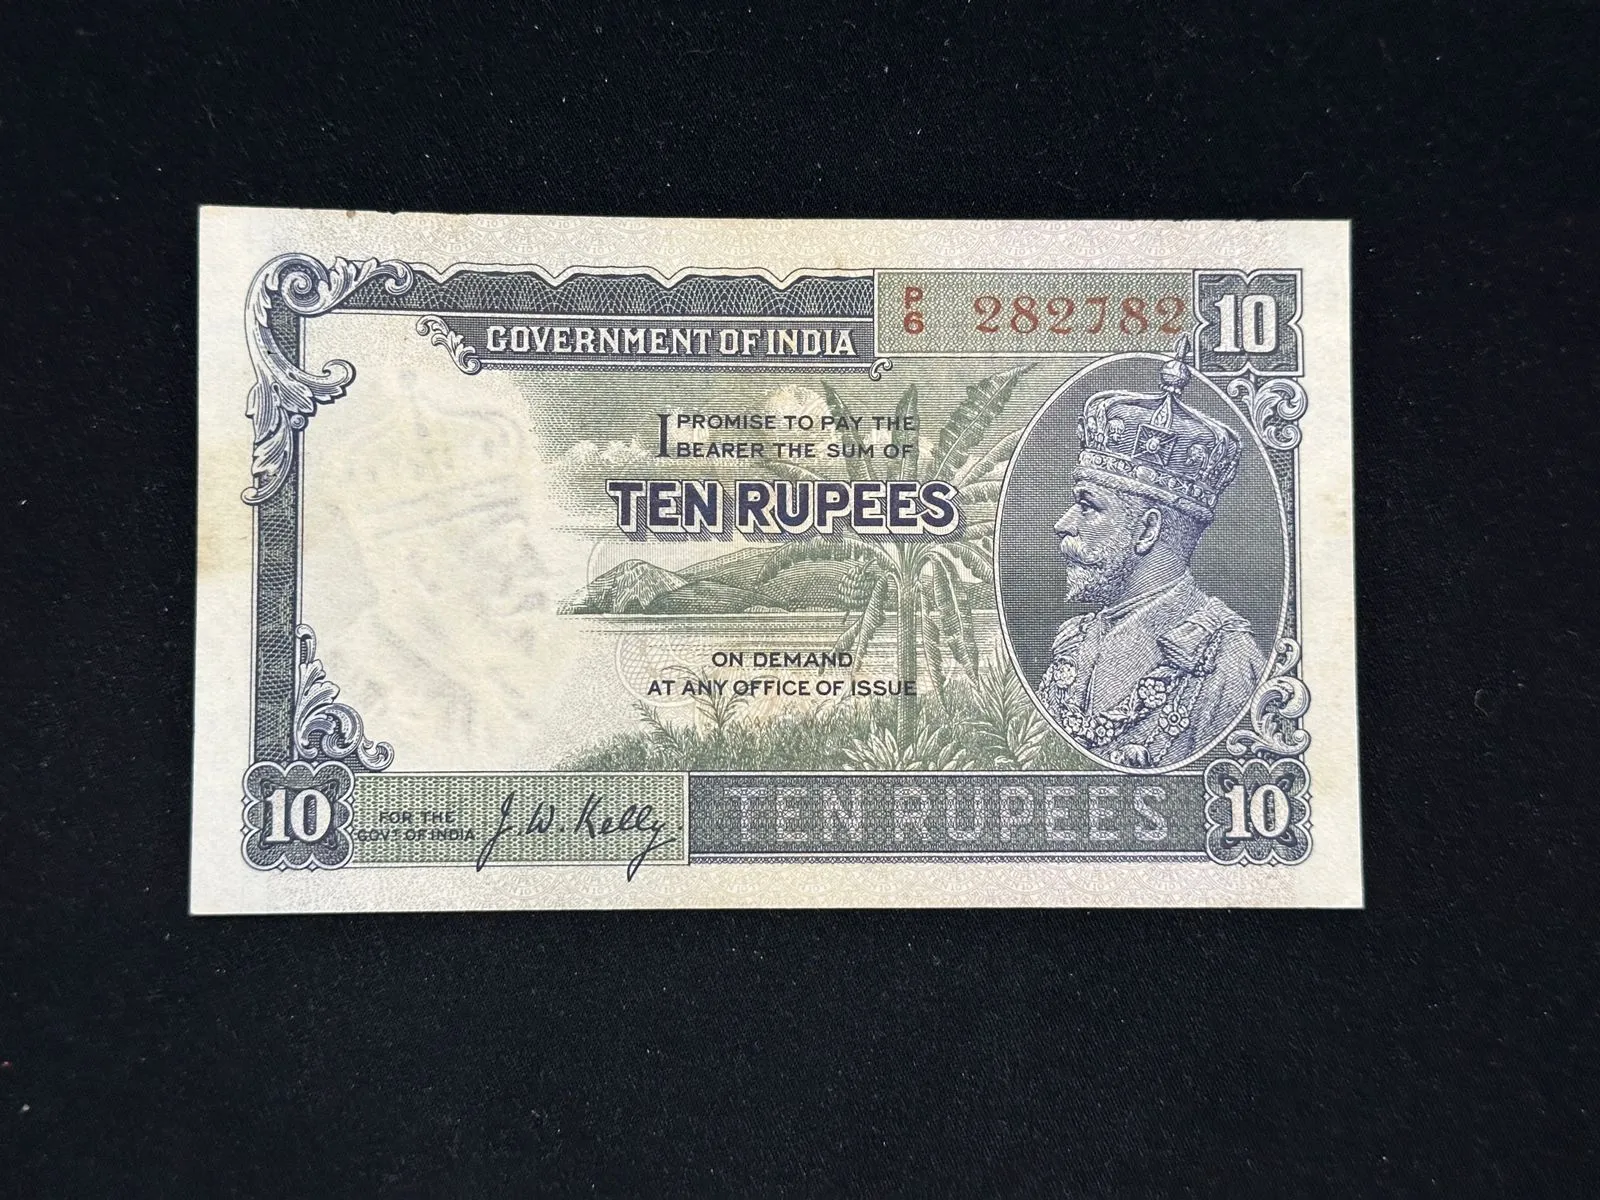 GOVERNMENT OF INDIA
P
6 282782
10
I PROMISE TO PAY THE
BEARER THE SUM OF
TEN RUPEES
ON DEMAND
AT ANY OFFICE OF ISSUE
10
FOR THE
GOVT OF INDIA
J. W. Kelly
TEN RUPEES
10